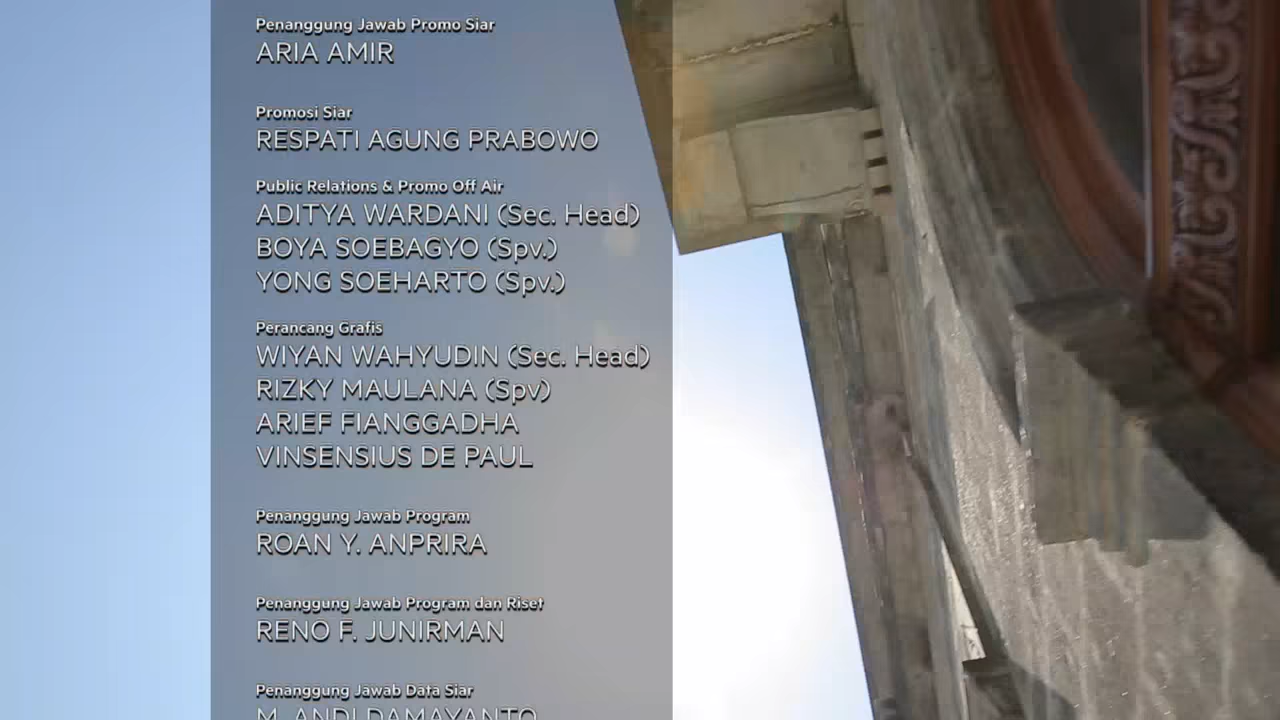 Penanggung Jawab Promo Siar
ARIA AMIR
Promosi Siar
RESPATI AGUNG PRABOWO
Public Relations & Promo Off Air
ADITYA WARDANI (Sec. Head)
BOYA SOEBAGYO (Spv.)
YONG SOEHARTO (Spv.)
Perancang Grafis
WIYAN WAHYUDIN (Sec. Head)
RIZKY MAULANA (Spv)
ARIEF FIANGGADHA
VINSENSIUS DE PAUL
Penanggung Jawab Program
ROAN Y. ANPRIRA
Penanggung Jawab Program dan Riset
RENO F. JUNIRMAN
Penanggung Jawab Data Siar
M. ANDI DAMAYANTO